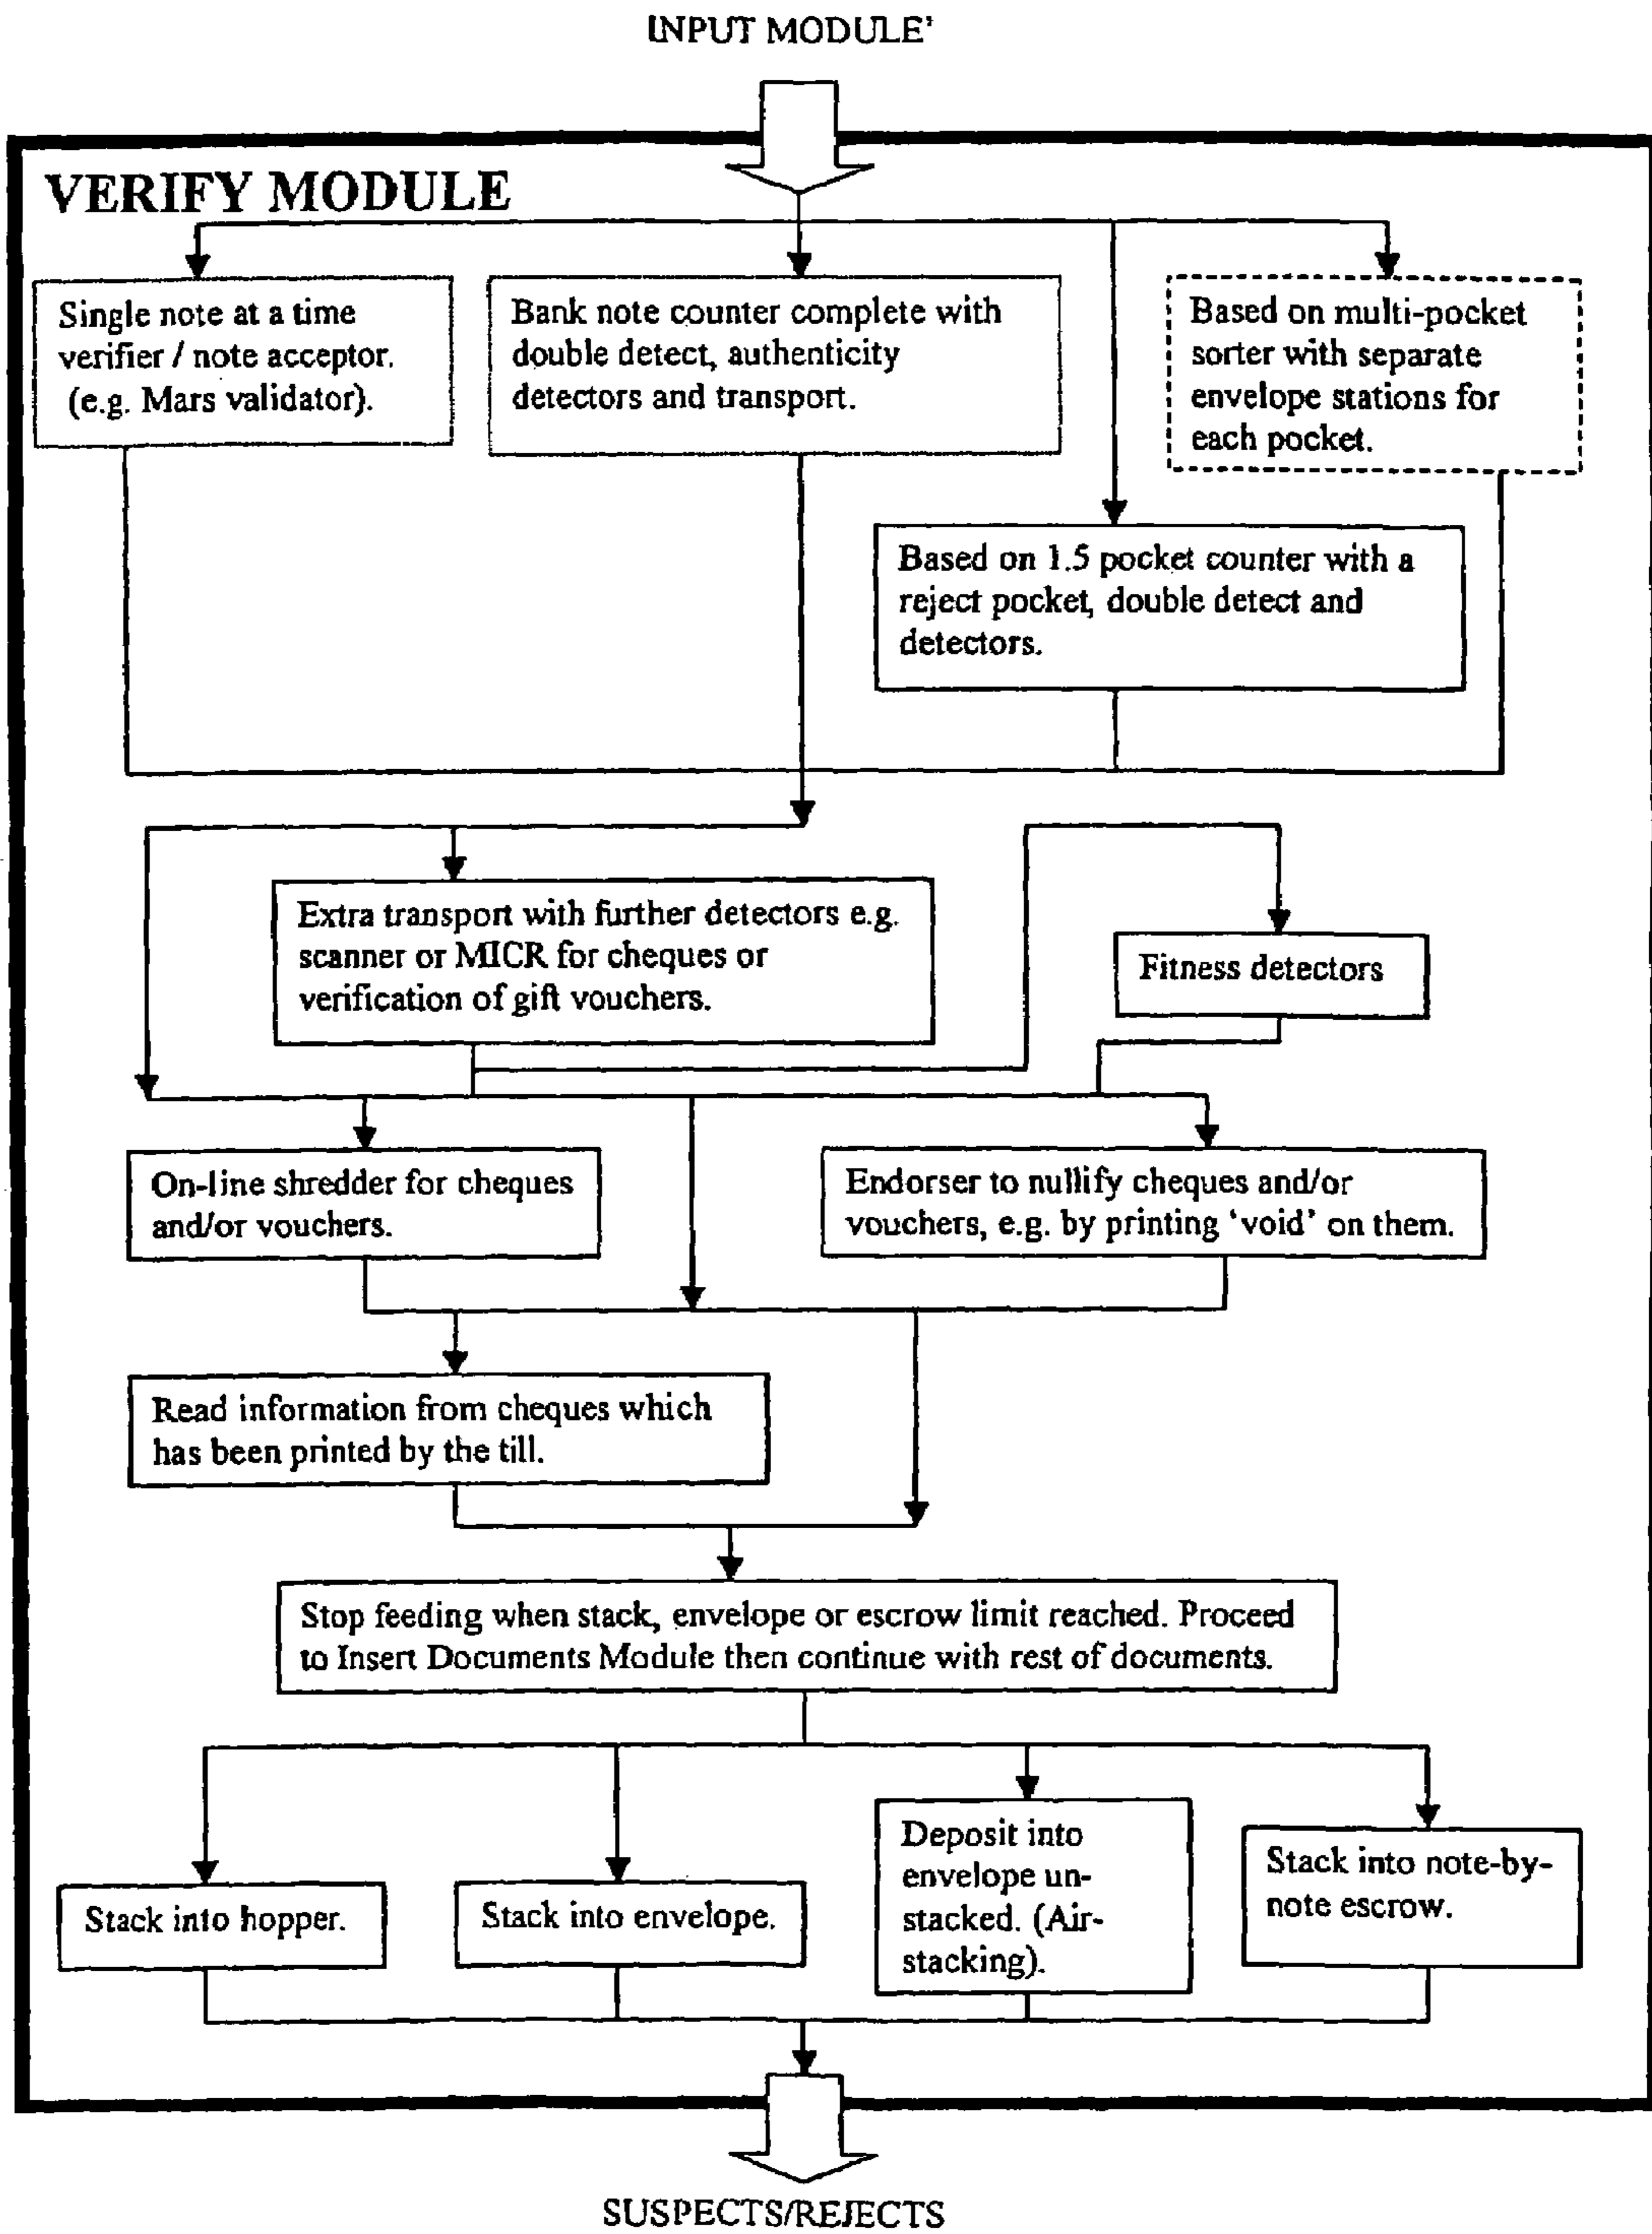 INPUT MODULE'
VERIFY MODULE
Single note at a time
verifier / note acceptor.
(e.g. Mars validator).
Bank note counter complete with
double detect, authenticity
detectors and transport.
Based on multi-pocket
sorter with separate
envelope stations for
each pocket.
Based on 1.5 pocket counter with a
reject pocket, double detect and
detectors.
Extra transport with further detectors e.g.
scanner or MICR for cheques or
verification of gift vouchers.
Fitness detectors
On-line shredder for cheques
and/or vouchers.
Endorser to nullify cheques and/or
vouchers, e.g. by printing ‘void’ on them.
Read information from cheques which
has been printed by the till.
Stop feeding when stack, envelope or escrow limit reached. Proceed
to Insert Documents Module then continue with rest of documents.
Stack into hopper.
Stack into envelope.
Deposit into
envelope un-
stacked. (Air-
stacking).
Stack into note-by-
note escrow.
SUSPECTS/REJECTS